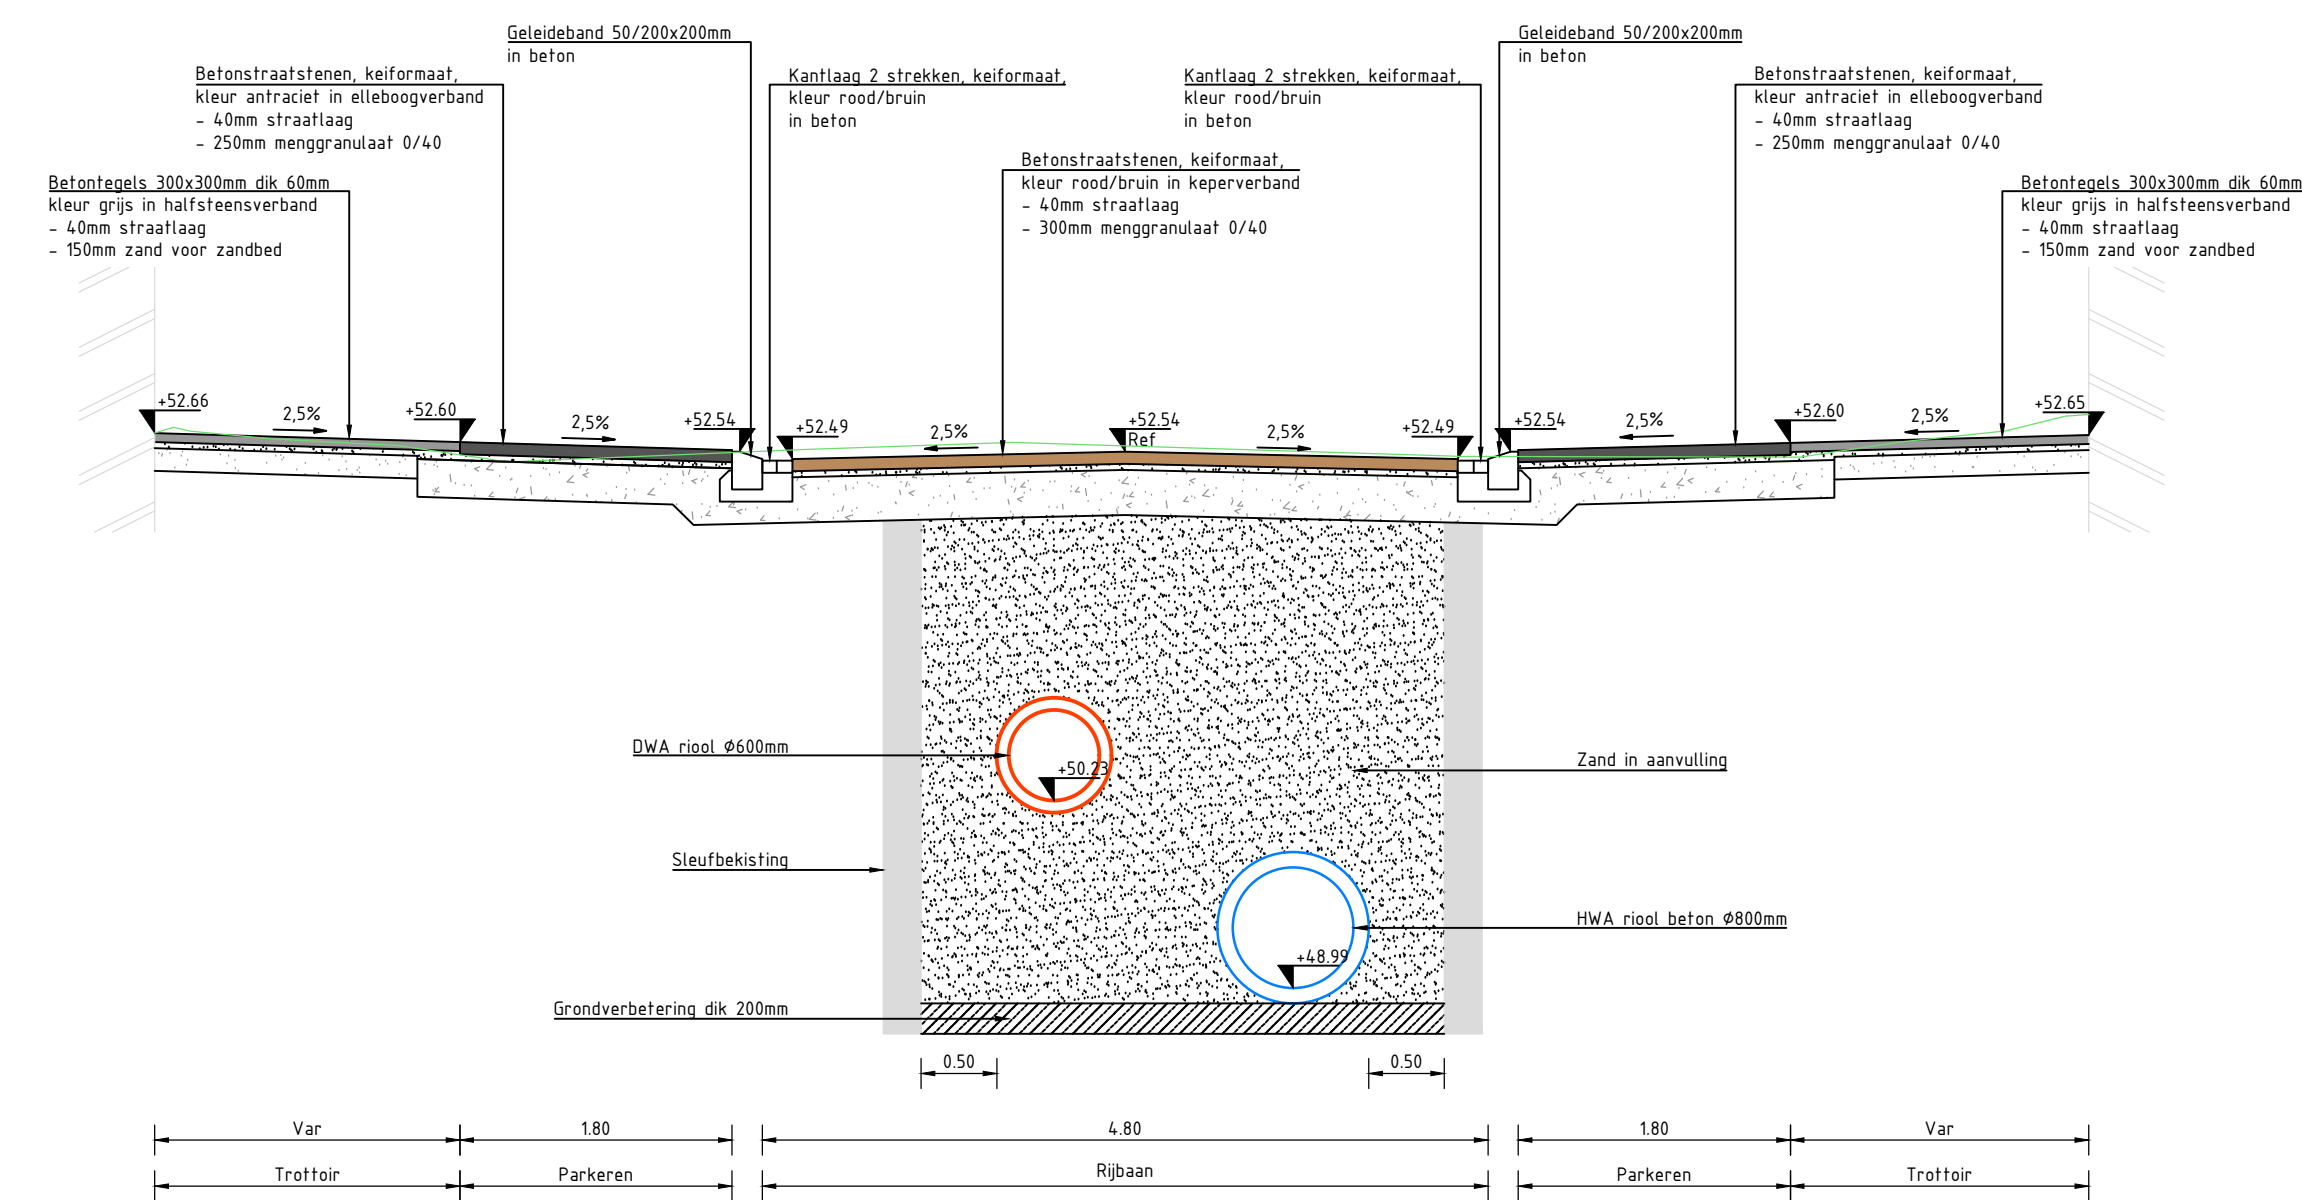 Geleideband 50/200x200mm
in beton
Betonstraatstenen, keiformaat,
kleur antraciet in elleboogverband
- 40mm straatlaag
- 250mm menggranulaat 0/40
Kantlaag 2 strekken, keiformaat,
kleur rood/bruin
in beton
Kantlaag 2 strekken, keiformaat,
kleur rood/bruin
in beton
Geleideband 50/200x200mm
in beton
Betonstraatstenen, keiformaat,
kleur antraciet in elleboogverband
- 40mm straatlaag
- 250mm menggranulaat 0/40
Betontegels 300x300mm dik 60mm
kleur grijs in halfsteensverband
- 40mm straatlaag
- 150mm zand voor zandbed
Betonstraatstenen, keiformaat,
kleur rood/bruin in keperverband
- 40mm straatlaag
- 300mm menggranulaat 0/40
Betontegels 300x300mm dik 60mm
kleur grijs in halfsteensverband
- 40mm straatlaag
- 150mm zand voor zandbed
+52.66
2,5%
+52.60
2,5%
+52.54
+52.49
2,5%
+52.54
Ref
2,5%
+52.49
+52.54
2,5%
+52.60
2,5%
+52.65
DWA riool Ø600mm
+50.23
Zand in aanvulling
Sleufbekisting
HWA riool beton Ø800mm
+48.99
Grondverbetering dik 200mm
0.50
0.50
Var
1.80
4.80
1.80
Var
Trottoir
Parkeren
Rijbaan
Parkeren
Trottoir